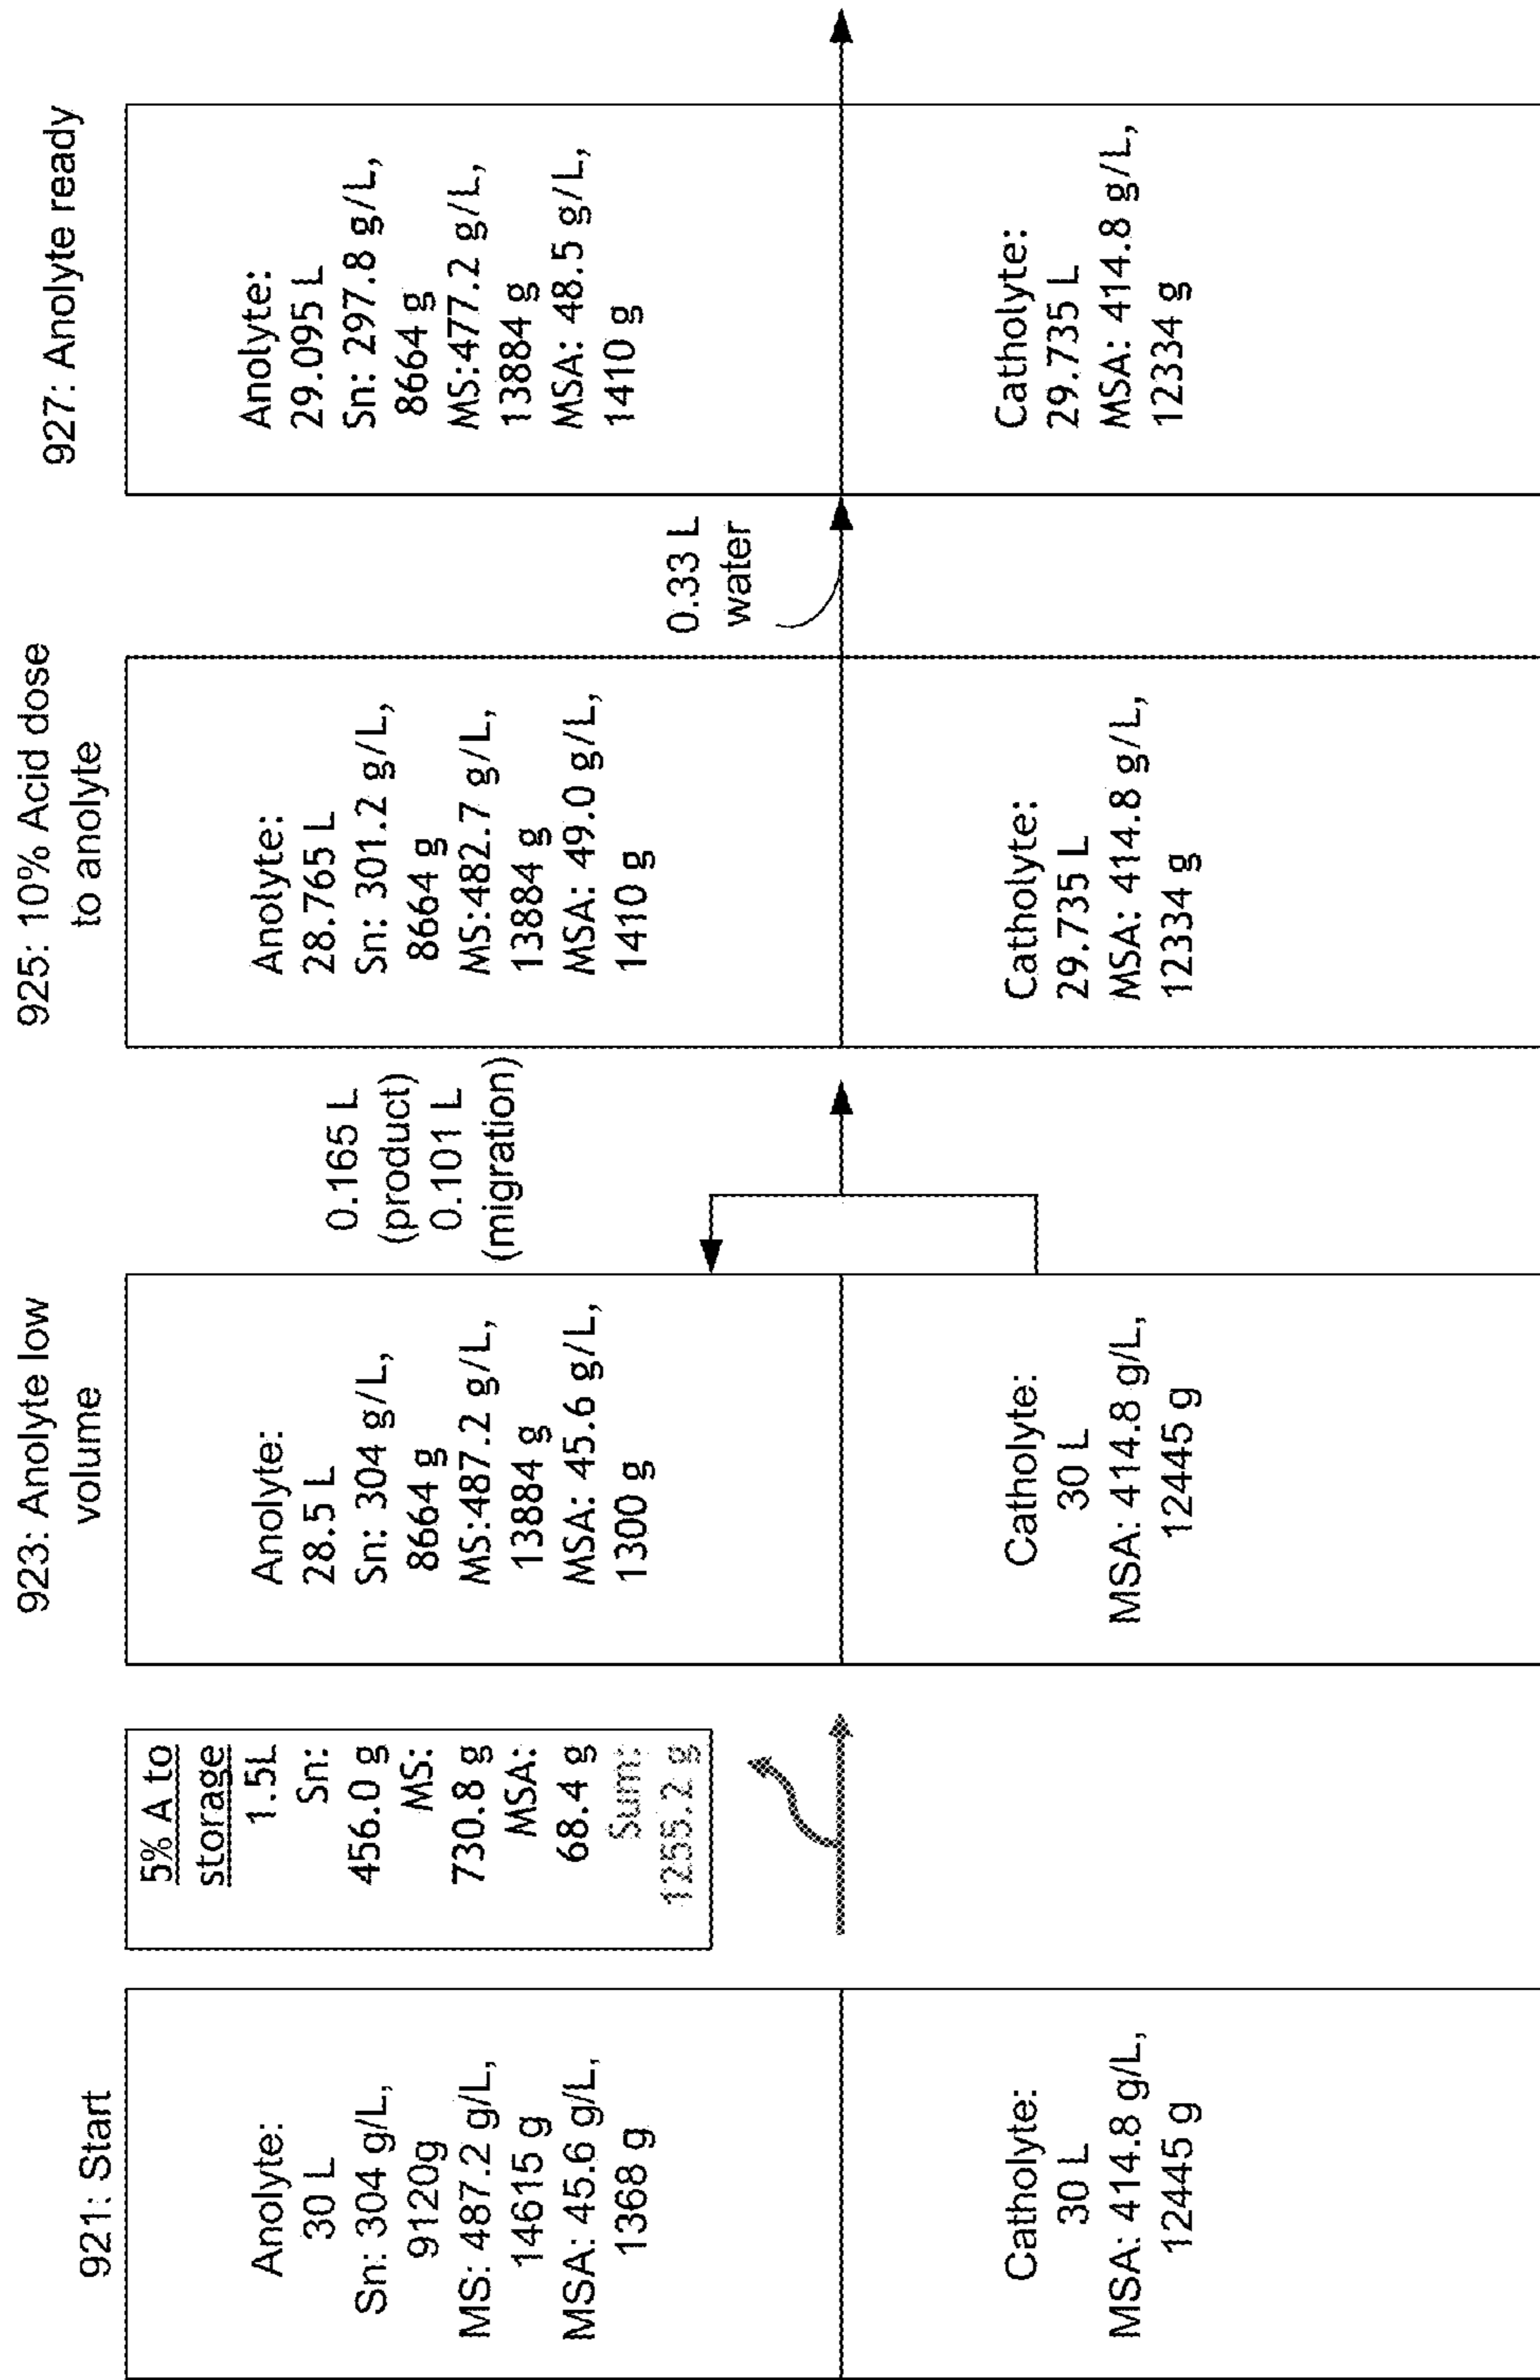 921: Start
Anolyte:
30 L
Sn: 304 g/L,
9120g
MS: 487.2 g/L,
14615 g
MSA: 45.6 g/L,
1368 g
Catholyte:
30 L
MSA: 414.8 g/L,
12445 g
5% A to
storage
1.5L
Sn:
456.0 g
MS:
730.8 g
MSA:
68.4 g
Sum:
1255.2 g
923: Anolyte low
volume
Anolyte:
28.5 L
Sn: 304 g/L,
8664 g
MS:487.2 g/L,
13884 g
MSA: 45.6 g/L,
1300 g
Catholyte:
30 L
MSA: 414.8 g/L,
12445 g
0.165 L
(product)
0.101 L
(migration)
925: 10% Acid dose
to anolyte
Anolyte:
28.765 L
Sn: 301.2 g/L,
8664 g
MS:482.7 g/L,
13884 g
MSA: 49.0 g/L,
1410 g
Catholyte:
29.735 L
MSA: 414.8 g/L,
12334 g
0.33 L
water
927: Anolyte ready
Anolyte:
29.095 L
Sn: 297.8 g/L,
8664 g
MS:477.2 g/L,
13884 g
MSA: 48.5 g/L,
1410 g
Catholyte:
29.735 L
MSA: 414.8 g/L,
12334 g